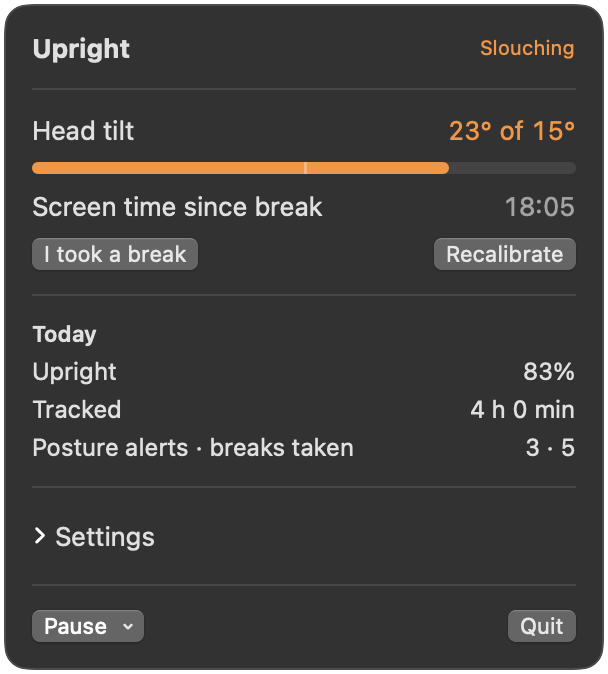 Upright Slouching
Head tilt 23° of 15°
Screen time since break 18:05
I took a break Recalibrate
Today
Upright 83%
Tracked 4 h 0 min
Posture alerts · breaks taken 3 · 5
Settings
Pause Quit